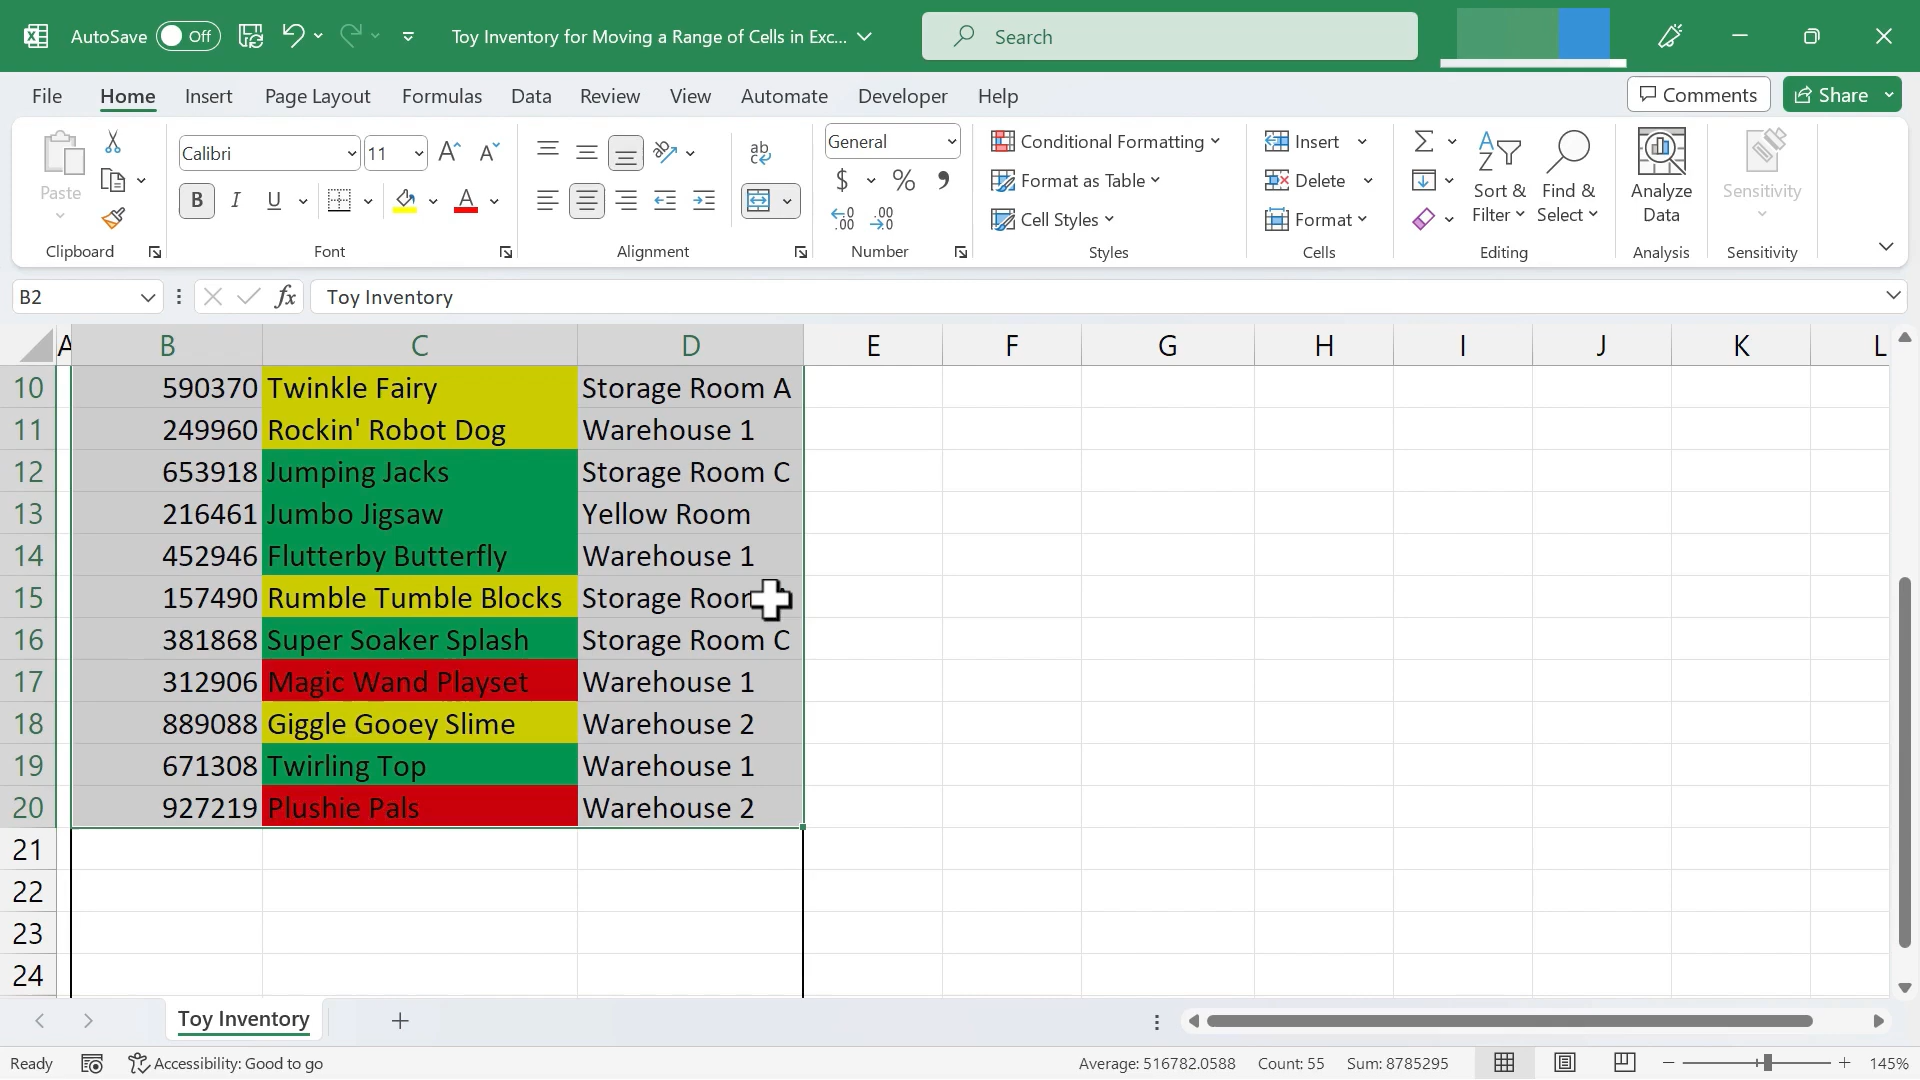 AutoSave Off Toy Inventory for Moving a Range of Cells in Exc... Search
File Home Insert Page Layout Formulas Data Review View Automate Developer Help Comments Share
Paste
Clipboard
Calibri 11
B I U A
Font
ab
Alignment
General
$ % 9
.00
Number
Conditional Formatting
Format as Table
Cell Styles
Styles
Insert
Delete
Format
Cells
Sort & Filter
Find & Select
Editing
Analyze Data
Analysis
Sensitivity
Sensitivity
B2 fx Toy Inventory
A B C D E F G H I J K L
10 590370 Twinkle Fairy Storage Room A
11 249960 Rockin' Robot Dog Warehouse 1
12 653918 Jumping Jacks Storage Room C
13 216461 Jumbo Jigsaw Yellow Room
14 452946 Flutterby Butterfly Warehouse 1
15 157490 Rumble Tumble Blocks Storage Room
16 381868 Super Soaker Splash Storage Room C
17 312906 Magic Wand Playset Warehouse 1
18 889088 Giggle Gooey Slime Warehouse 2
19 671308 Twirling Top Warehouse 1
20 927219 Plushie Pals Warehouse 2
21
22
23
24
Toy Inventory
Ready Accessibility: Good to go Average: 516782.0588 Count: 55 Sum: 8785295 145%